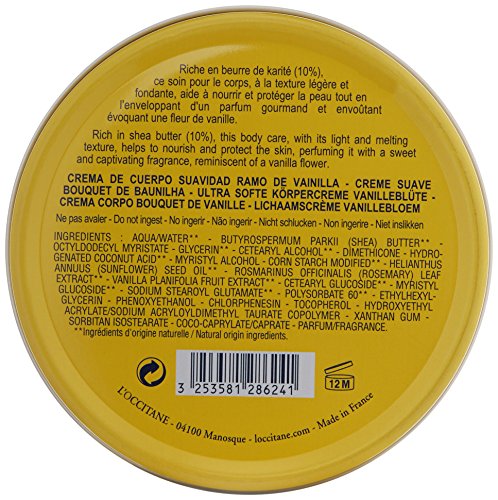 Riche en beurre de karité (10%),
ce soin pour le corps, à la texture légère et
fondante, aide à nourrir et protéger la peau tout en
l'enveloppant d'un parfum gourmand et envoûtant
évoquant une fleur de vanille.
Rich in shea butter (10%), this body care, with its light and melting
texture, helps to nourish and protect the skin, perfuming it with a sweet
and captivating fragrance, reminiscent of a vanilla flower.
CREMA DE CUERPO SUAVIDAD RAMO DE VAINILLA - CREME SUAVE
BOUQUET DE BAUNILHA - ULTRA SOFTE KÖRPERCREME VANILLEBLÜTE -
CREMA CORPO BOUQUET DE VANILLE - LICHAAMSCRÈME VANILLEBLOEM
Ne pas avaler - Do not ingest - No ingerir - Não ingerir - Nicht schlucken - Non ingerire - Niet inslikken
INGREDIENTS : AQUA/WATER** - BUTYROSPERMUM PARKII (SHEA) BUTTER** -
OCTYLDODECYL MYRISTATE - GLYCERIN** - CETEARYL ALCOHOL** - DIMETHICONE - HYDRO-
GENATED COCONUT ACID** - MYRISTYL ALCOHOL - CORN STARCH MODIFIED** - HELIANTHUS
ANNUUS (SUNFLOWER) SEED OIL** - ROSMARINUS OFFICINALIS (ROSEMARY) LEAF
EXTRACT** - VANILLA PLANIFOLIA FRUIT EXTRACT** - CETEARYL GLUCOSIDE** - MYRISTYL
GLUCOSIDE** - SODIUM STEAROYL GLUTAMATE** - POLYSORBATE 60** - ETHYLHEXYL-
GLYCERIN - PHENOXYETHANOL - CHLORPHENESIN - TOCOPHEROL - HYDROXYETHYL
ACRYLATE/SODIUM ACRYLOYLDIMETHYL TAURATE COPOLYMER - XANTHAN GUM -
SORBITAN ISOSTEARATE - COCO-CAPRYLATE/CAPRATE - PARFUM/FRAGRANCE.
**Ingrédients d'origine naturelle / Natural origin ingredients.
3 253581 286241
12 M
L'OCCITANE - 04100 Manosque - loccitane.com - Made in France